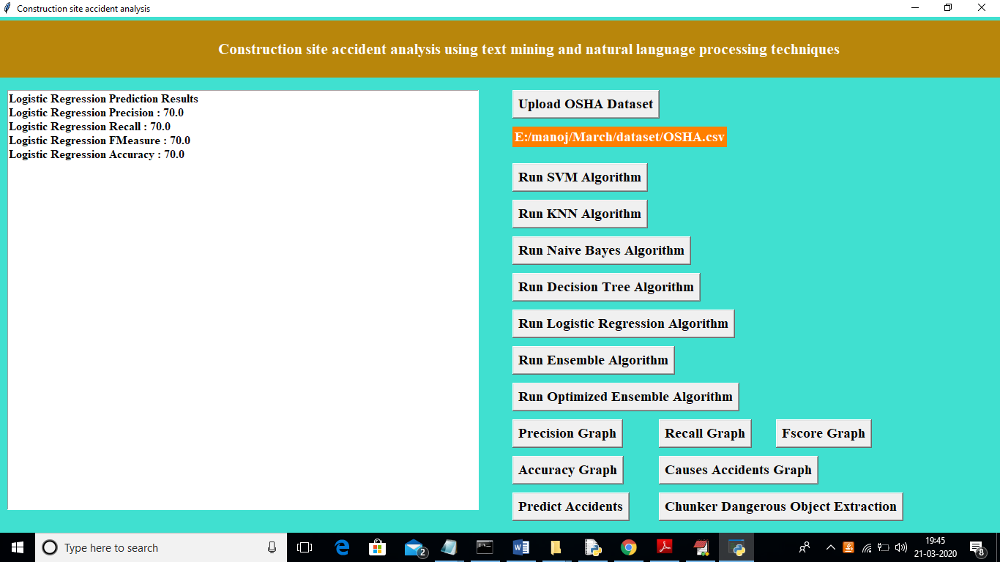 Construction site accident analysis
Construction site accident analysis using text mining and natural language processing techniques
Logistic Regression Prediction Results
Logistic Regression Precision : 70.0
Logistic Regression Recall : 70.0
Logistic Regression FMeasure : 70.0
Logistic Regression Accuracy : 70.0
Upload OSHA Dataset
E:/manoj/March/dataset/OSHA.csv
Run SVM Algorithm
Run KNN Algorithm
Run Naive Bayes Algorithm
Run Decision Tree Algorithm
Run Logistic Regression Algorithm
Run Ensemble Algorithm
Run Optimized Ensemble Algorithm
Precision Graph Recall Graph Fscore Graph
Accuracy Graph Causes Accidents Graph
Predict Accidents Chunker Dangerous Object Extraction
Type here to search 2 19:45 8
21-03-2020